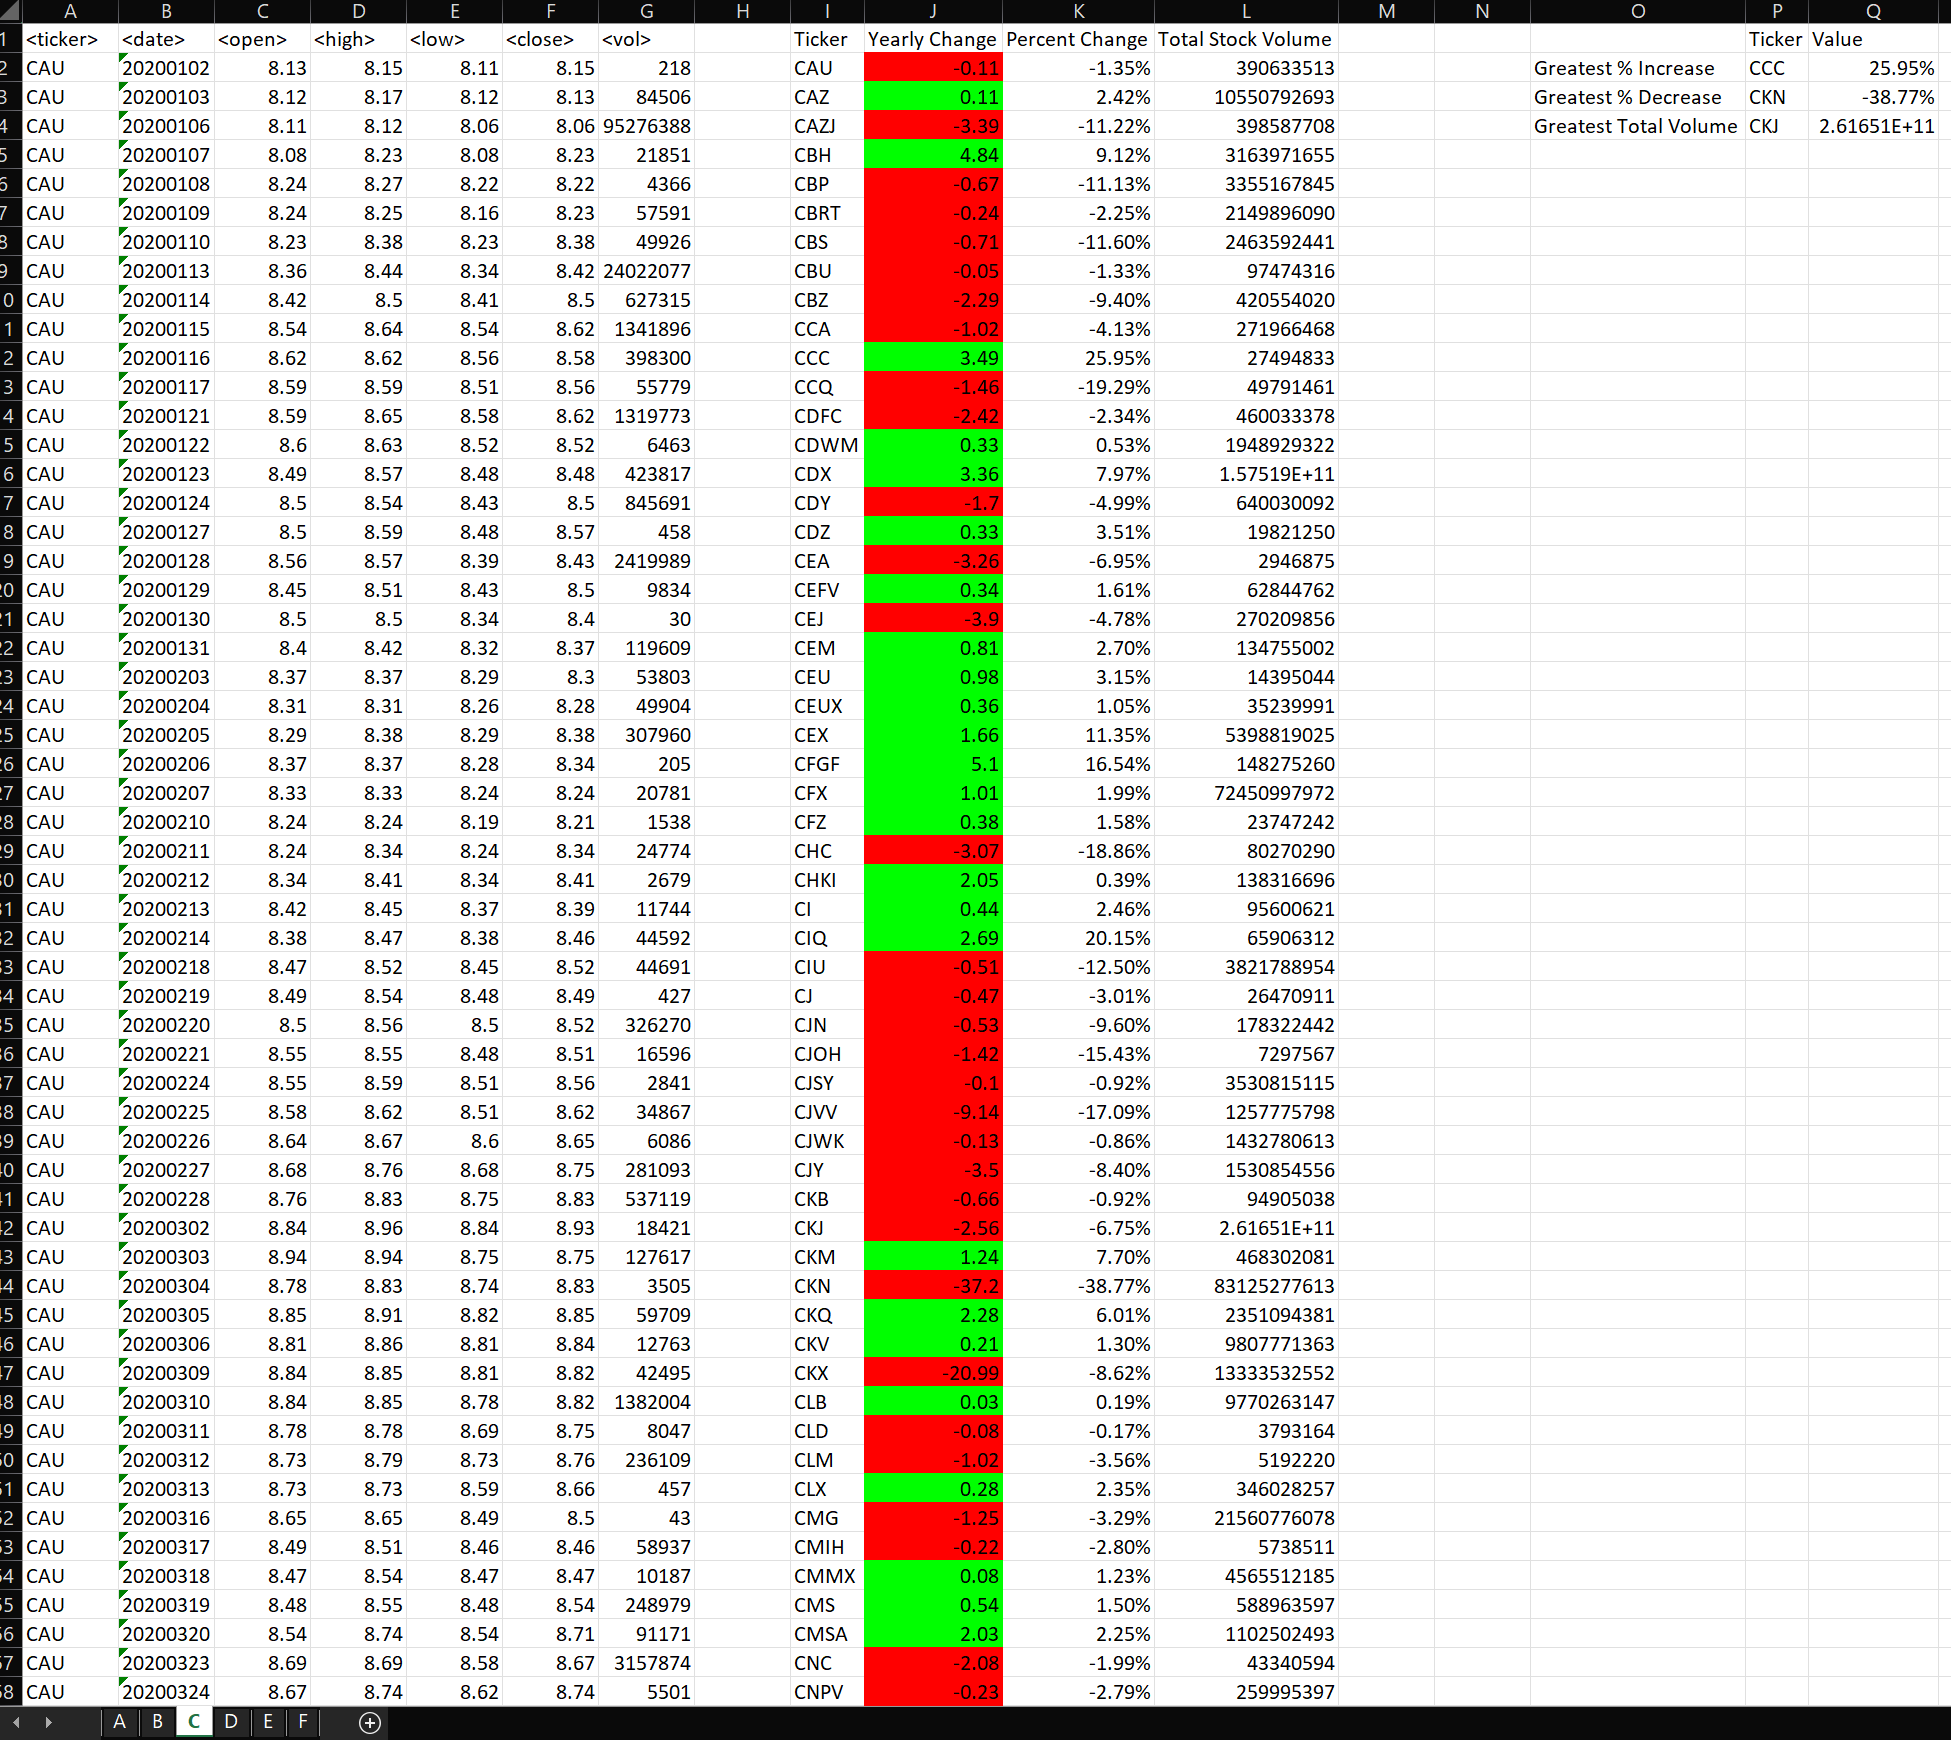 A B C D E F G H I J K L M N O P Q
1 <ticker> <date> <open> <high> <low> <close> <vol> Ticker Yearly Change Percent Change Total Stock Volume Ticker Value
2 CAU 20200102 8.13 8.15 8.11 8.15 218 CAU -0.11 -1.35% 390633513 Greatest % Increase CCC 25.95%
3 CAU 20200103 8.12 8.17 8.12 8.13 84506 CAZ 0.11 2.42% 10550792693 Greatest % Decrease CKN -38.77%
4 CAU 20200106 8.11 8.12 8.06 8.06 95276388 CAZJ -3.39 -11.22% 398587708 Greatest Total Volume CKJ 2.61651E+11
5 CAU 20200107 8.08 8.23 8.08 8.23 21851 CBH 4.84 9.12% 3163971655
6 CAU 20200108 8.24 8.27 8.22 8.22 4366 CBP -0.67 -11.13% 3355167845
7 CAU 20200109 8.24 8.25 8.16 8.23 57591 CBRT -0.24 -2.25% 2149896090
8 CAU 20200110 8.23 8.38 8.23 8.38 49926 CBS -0.71 -11.60% 2463592441
9 CAU 20200113 8.36 8.44 8.34 8.42 24022077 CBU -0.05 -1.33% 97474316
0 CAU 20200114 8.42 8.5 8.41 8.5 627315 CBZ -2.29 -9.40% 420554020
1 CAU 20200115 8.54 8.64 8.54 8.62 1341896 CCA -1.02 -4.13% 271966468
2 CAU 20200116 8.62 8.62 8.56 8.58 398300 CCC 3.49 25.95% 27494833
3 CAU 20200117 8.59 8.59 8.51 8.56 55779 CCQ -1.46 -19.29% 49791461
4 CAU 20200121 8.59 8.65 8.58 8.62 1319773 CDFC -2.42 -2.34% 460033378
5 CAU 20200122 8.6 8.63 8.52 8.52 6463 CDWM 0.33 0.53% 1948929322
6 CAU 20200123 8.49 8.57 8.48 8.48 423817 CDX 3.36 7.97% 1.57519E+11
7 CAU 20200124 8.5 8.54 8.43 8.5 845691 CDY -1.7 -4.99% 640030092
8 CAU 20200127 8.5 8.59 8.48 8.57 458 CDZ 0.33 3.51% 19821250
9 CAU 20200128 8.56 8.57 8.39 8.43 2419989 CEA -3.26 -6.95% 2946875
20 CAU 20200129 8.45 8.51 8.43 8.5 9834 CEFV 0.34 1.61% 62844762
21 CAU 20200130 8.5 8.5 8.34 8.4 30 CEJ -3.9 -4.78% 270209856
22 CAU 20200131 8.4 8.42 8.32 8.37 119609 CEM 0.81 2.70% 134755002
23 CAU 20200203 8.37 8.37 8.29 8.3 53803 CEU 0.98 3.15% 14395044
24 CAU 20200204 8.31 8.31 8.26 8.28 49904 CEUX 0.36 1.05% 35239991
25 CAU 20200205 8.29 8.38 8.29 8.38 307960 CEX 1.66 11.35% 5398819025
26 CAU 20200206 8.37 8.37 8.28 8.34 205 CFGF 5.1 16.54% 148275260
27 CAU 20200207 8.33 8.33 8.24 8.24 20781 CFX 1.01 1.99% 72450997972
28 CAU 20200210 8.24 8.24 8.19 8.21 1538 CFZ 0.38 1.58% 23747242
29 CAU 20200211 8.24 8.34 8.24 8.34 24774 CHC -3.07 -18.86% 80270290
30 CAU 20200212 8.34 8.41 8.34 8.41 2679 CHKI 2.05 0.39% 138316696
31 CAU 20200213 8.42 8.45 8.37 8.39 11744 CI 0.44 2.46% 95600621
32 CAU 20200214 8.38 8.47 8.38 8.46 44592 CIQ 2.69 20.15% 65906312
33 CAU 20200218 8.47 8.52 8.45 8.52 44691 CIU -0.51 -12.50% 3821788954
34 CAU 20200219 8.49 8.54 8.48 8.49 427 CJ -0.47 -3.01% 26470911
35 CAU 20200220 8.5 8.56 8.5 8.52 326270 CJN -0.53 -9.60% 178322442
36 CAU 20200221 8.55 8.55 8.48 8.51 16596 CJOH -1.42 -15.43% 7297567
37 CAU 20200224 8.55 8.59 8.51 8.56 2841 CJSY -0.1 -0.92% 3530815115
38 CAU 20200225 8.58 8.62 8.51 8.62 34867 CJVV -9.14 -17.09% 1257775798
39 CAU 20200226 8.64 8.67 8.6 8.65 6086 CJWK -0.13 -0.86% 1432780613
40 CAU 20200227 8.68 8.76 8.68 8.75 281093 CJY -3.5 -8.40% 1530854556
41 CAU 20200228 8.76 8.83 8.75 8.83 537119 CKB -0.66 -0.92% 94905038
42 CAU 20200302 8.84 8.96 8.84 8.93 18421 CKJ -2.56 -6.75% 2.61651E+11
43 CAU 20200303 8.94 8.94 8.75 8.75 127617 CKM 1.24 7.70% 468302081
44 CAU 20200304 8.78 8.83 8.74 8.83 3505 CKN -37.2 -38.77% 83125277613
45 CAU 20200305 8.85 8.91 8.82 8.85 59709 CKQ 2.28 6.01% 2351094381
46 CAU 20200306 8.81 8.86 8.81 8.84 12763 CKV 0.21 1.30% 9807771363
47 CAU 20200309 8.84 8.85 8.81 8.82 42495 CKX -20.99 -8.62% 13333532552
48 CAU 20200310 8.84 8.85 8.78 8.82 1382004 CLB 0.03 0.19% 9770263147
49 CAU 20200311 8.78 8.78 8.69 8.75 8047 CLD -0.08 -0.17% 3793164
50 CAU 20200312 8.73 8.79 8.73 8.76 236109 CLM -1.02 -3.56% 5192220
51 CAU 20200313 8.73 8.73 8.59 8.66 457 CLX 0.28 2.35% 346028257
52 CAU 20200316 8.65 8.65 8.49 8.5 43 CMG -1.25 -3.29% 21560776078
53 CAU 20200317 8.49 8.51 8.46 8.46 58937 CMIH -0.22 -2.80% 5738511
54 CAU 20200318 8.47 8.54 8.47 8.47 10187 CMMX 0.08 1.23% 4565512185
55 CAU 20200319 8.48 8.55 8.48 8.54 248979 CMS 0.54 1.50% 588963597
56 CAU 20200320 8.54 8.74 8.54 8.71 91171 CMSA 2.03 2.25% 1102502493
57 CAU 20200323 8.69 8.69 8.58 8.67 3157874 CNC -2.08 -1.99% 43340594
58 CAU 20200324 8.67 8.74 8.62 8.74 5501 CNPV -0.23 -2.79% 259995397
A B C D E F